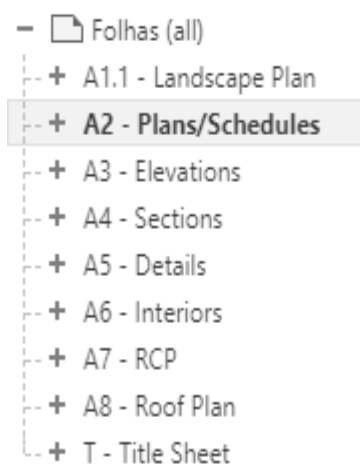 Folhas (all)
A1.1 - Landscape Plan
A2 - Plans/Schedules
A3 - Elevations
A4 - Sections
A5 - Details
A6 - Interiors
A7 - RCP
A8 - Roof Plan
T - Title Sheet